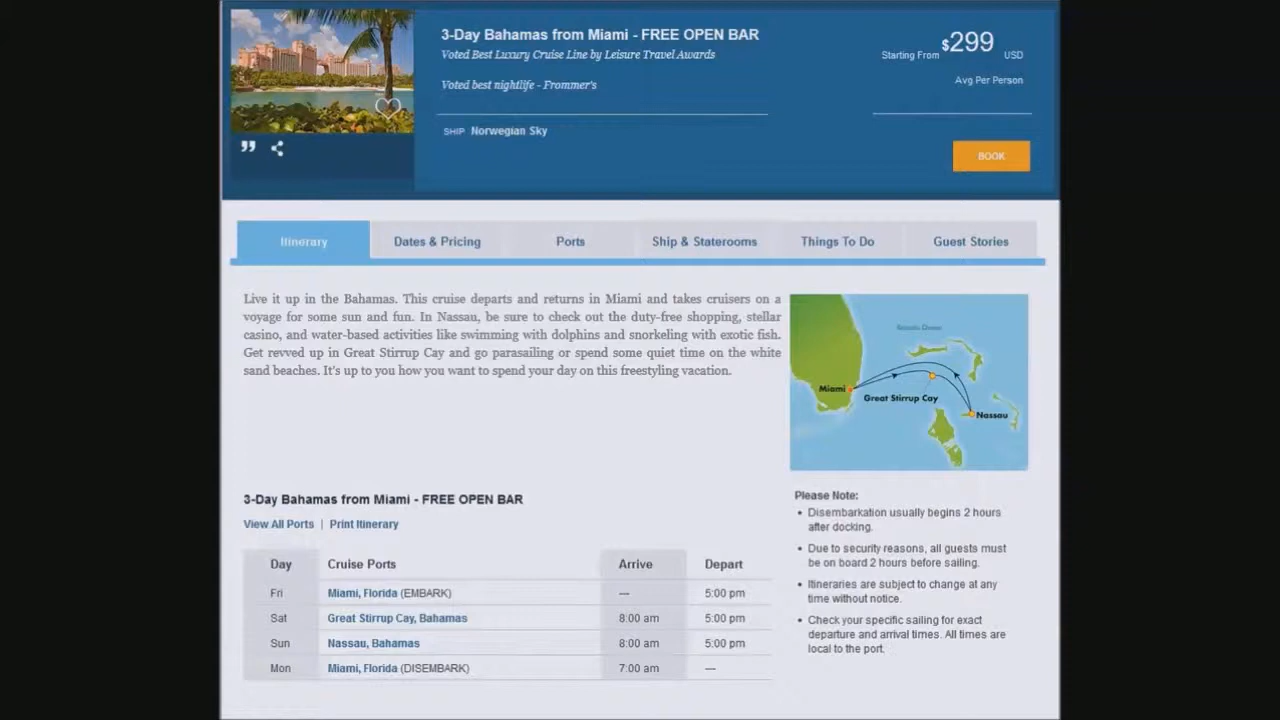 3-Day Bahamas from Miami - FREE OPEN BAR
Voted Best Luxury Cruise Line by Leisure Travel Awards
Voted best nightlife - Frommer's
SHIP Norwegian Sky
Starting From $299 USD
Avg Per Person
BOOK
Itinerary
Dates & Pricing
Ports
Ship & Staterooms
Things To Do
Guest Stories
Live it up in the Bahamas. This cruise departs and returns in Miami and takes cruisers on a
voyage for some sun and fun. In Nassau, be sure to check out the duty-free shopping, stellar
casino, and water-based activities like swimming with dolphins and snorkeling with exotic fish.
Get revved up in Great Stirrup Cay and go parasailing or spend some quiet time on the white
sand beaches. It's up to you how you want to spend your day on this freestyling vacation.
Miami
Great Stirrup Cay
Nassau
3-Day Bahamas from Miami - FREE OPEN BAR
View All Ports | Print Itinerary
Day Cruise Ports Arrive Depart
Fri Miami, Florida (EMBARK) --- 5:00 pm
Sat Great Stirrup Cay, Bahamas 8:00 am 5:00 pm
Sun Nassau, Bahamas 8:00 am 5:00 pm
Mon Miami, Florida (DISEMBARK) 7:00 am ---
Please Note:
• Disembarkation usually begins 2 hours
after docking.
• Due to security reasons, all guests must
be on board 2 hours before sailing.
• Itineraries are subject to change at any
time without notice.
• Check your specific sailing for exact
departure and arrival times. All times are
local to the port.